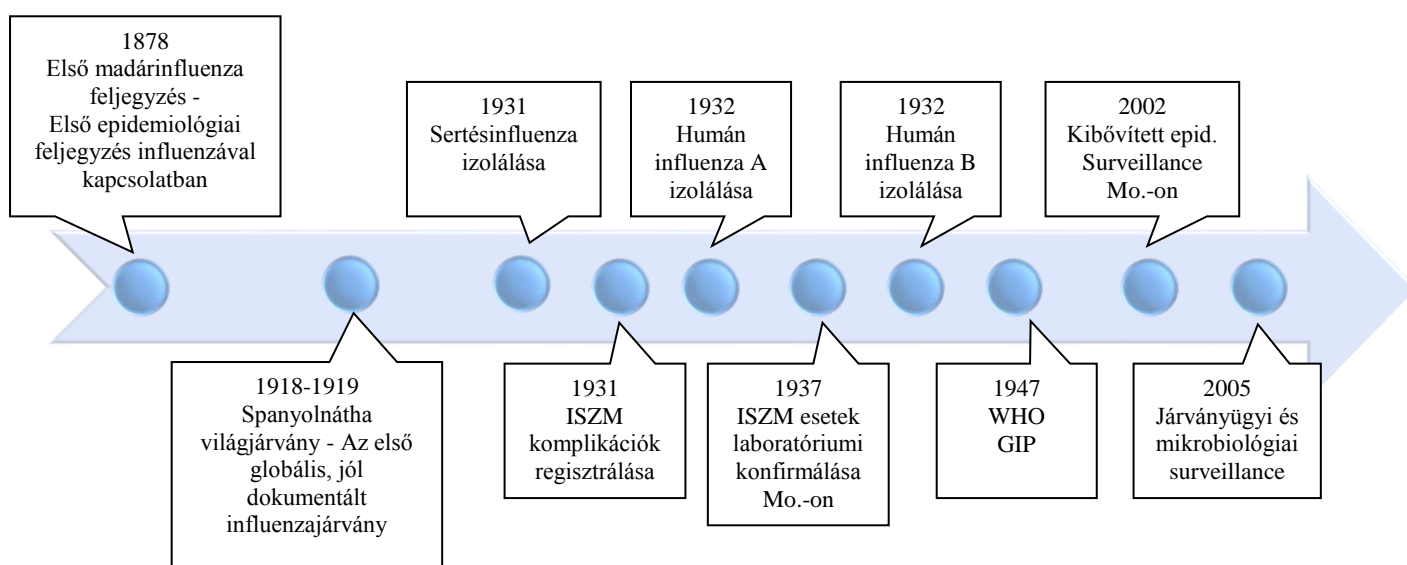 1878
Első madárinfluenza
feljegyzés -
Első epidemiológiai
feljegyzés influenzával
kapcsolatban
1918-1919
Spanyolnátha
világjárvány - Az első
globális, jól
dokumentált
influenzajárvány
1931
Sertésinfluenza
izolálása
1931
ISZM
komplikációk
regisztrálása
1932
Humán
influenza A
izolálása
1937
ISZM esetek
laboratóriumi
konfirmálása
Mo.-on
1932
Humán
influenza B
izolálása
1947
WHO
GIP
2002
Kibővített epid.
Surveillance
Mo.-on
2005
Járványügyi és
mikrobiológiai
surveillance